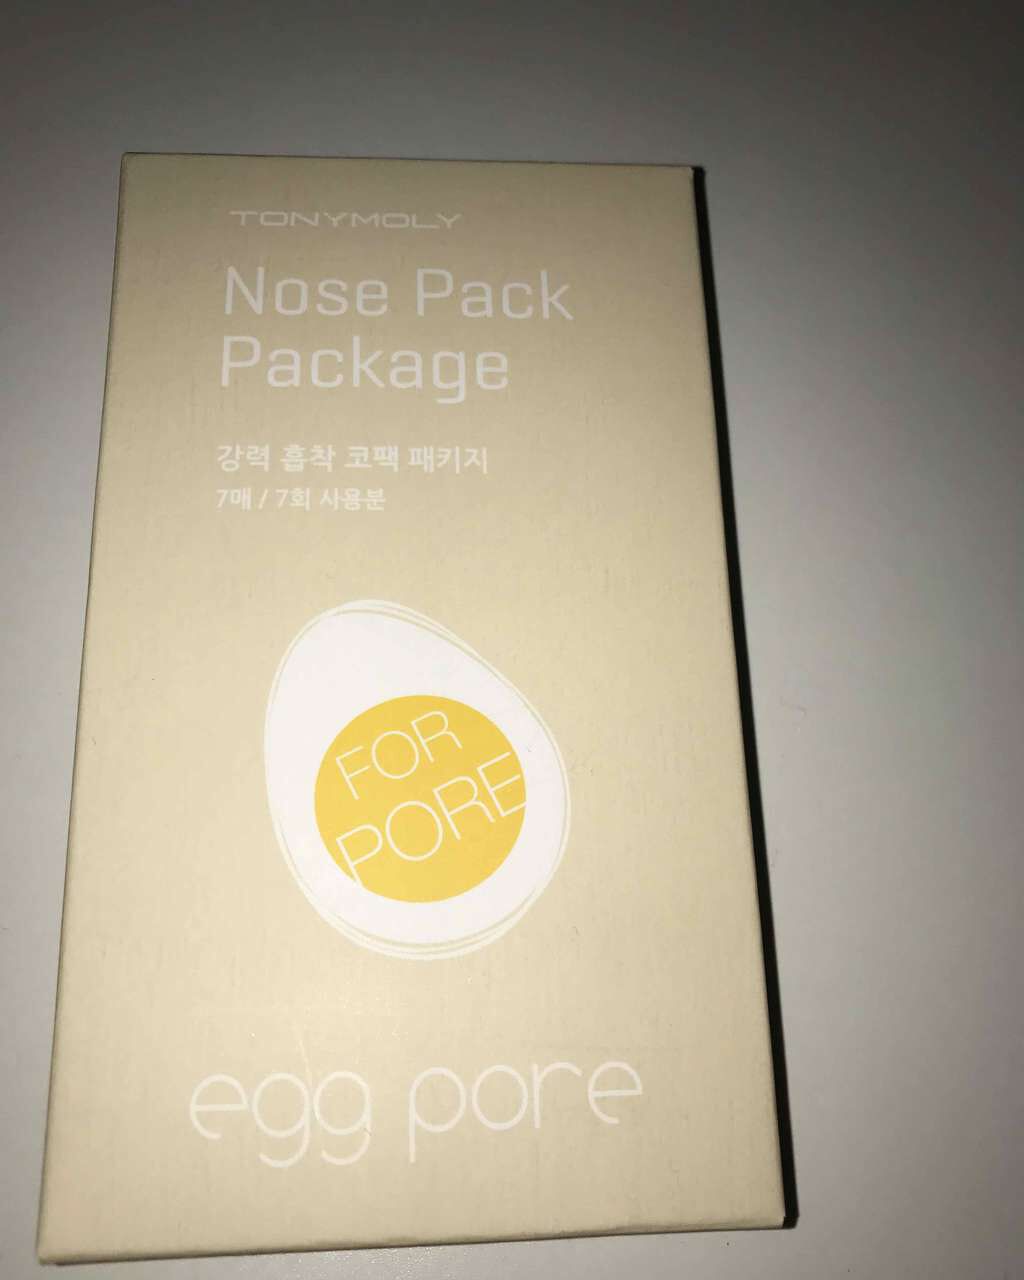 TONYMOLY
Nose Pack
Package
강력 흡착 코팩 패키지
7매 / 7회 사용분
FOR
PORE
egg pore